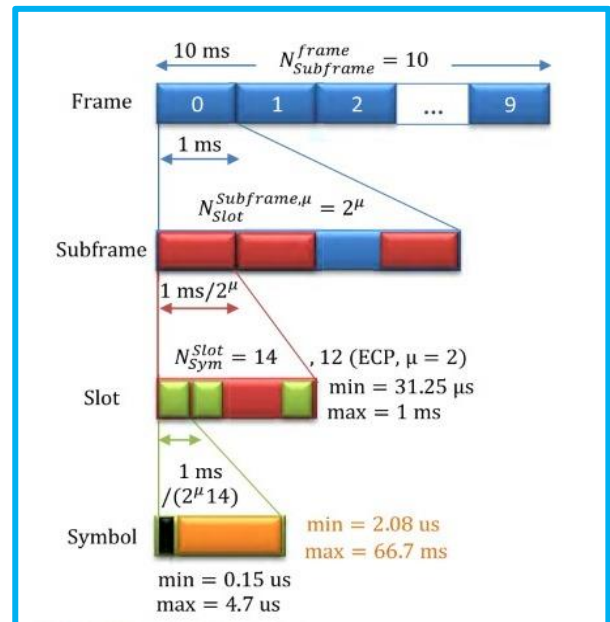 10 ms
N_{Subframe}^{frame} = 10
Frame
0 1 2 ... 9
1 ms
N_{Slot}^{Subframe,μ} = 2^μ
Subframe
1 ms/2^μ
N_{Sym}^{Slot} = 14 , 12 (ECP, μ = 2)
Slot
min = 31.25 μs
max = 1 ms
1 ms
/(2^μ14)
Symbol
min = 2.08 us
max = 66.7 ms
min = 0.15 us
max = 4.7 us